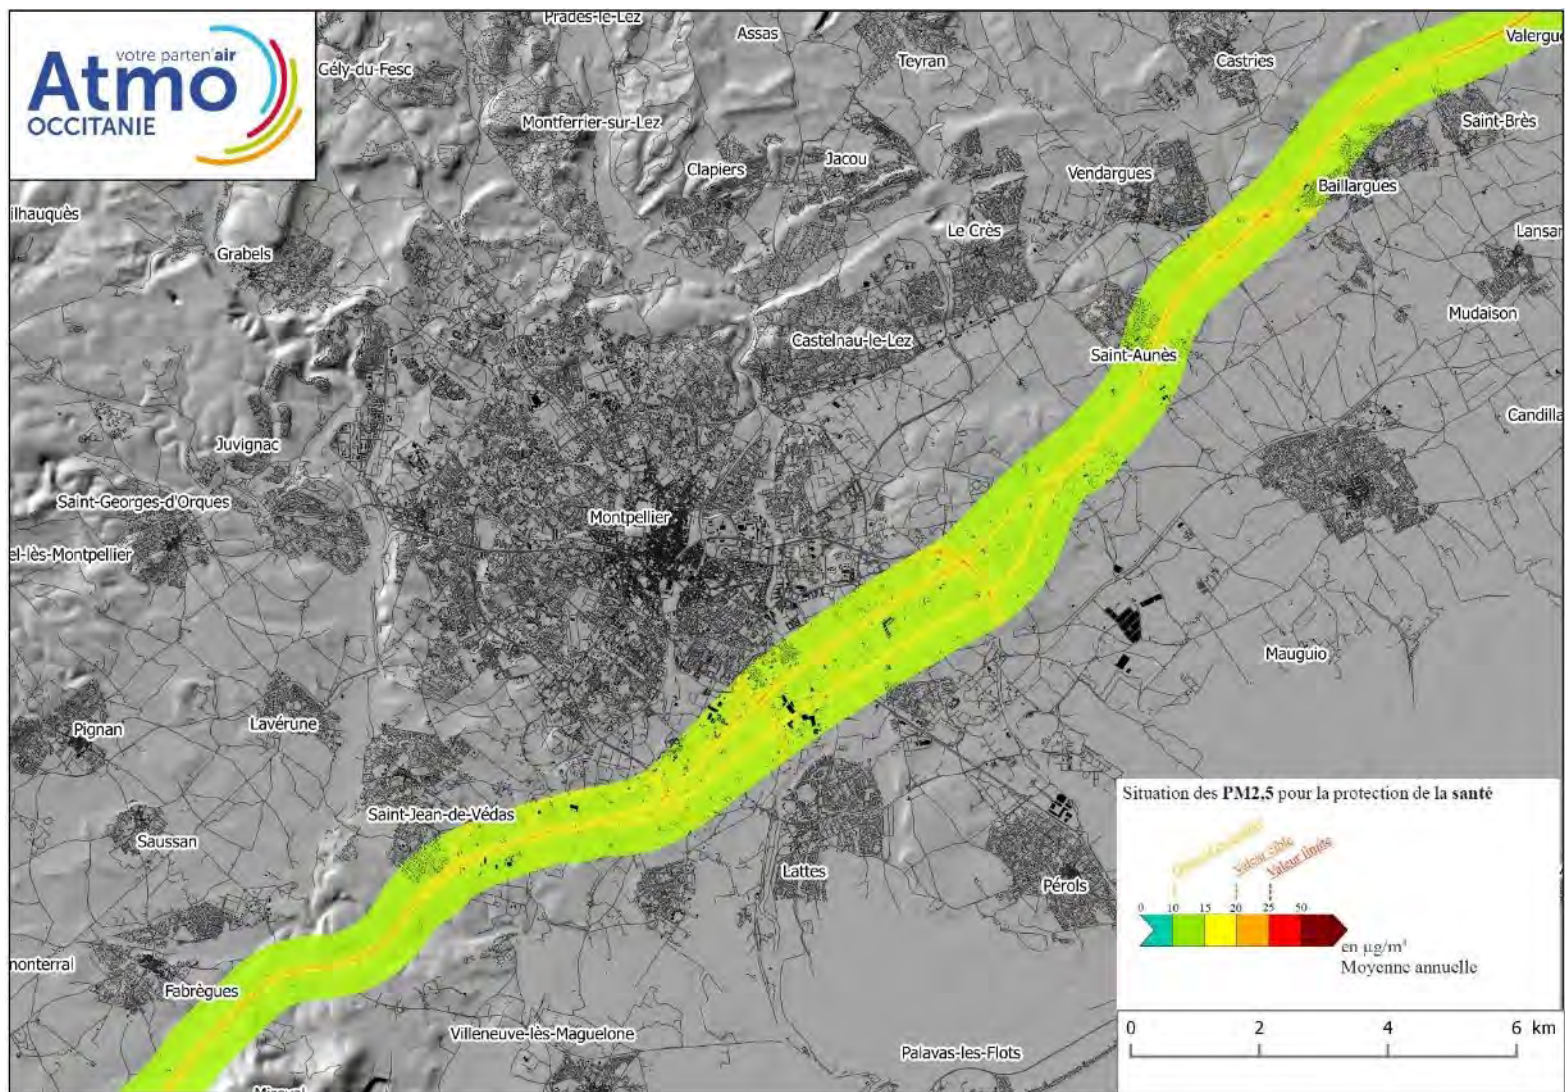 votre parten'air
Atmo
OCCITANIE
Prades-le-Lez
Assas
Teyran
Castries
Valergu
Gély-du-Fesc
Montferrier-sur-Lez
Saint-Brès
Clapiers
Jacou
Vendargues
Baillargues
ilhauquès
Grabels
Le Crès
Lansar
Mudaison
Castelnau-le-Lez
Saint-Aunès
Candilla
Juvignac
Saint-Georges-d'Orques
Montpellier
el-lès-Montpellier
Mauguio
Pignan
Lavérune
Saint-Jean-de-Védas
Saussan
Lattes
Pérols
monterral
Fabrègues
Villeneuve-lès-Maguelone
Palavas-les-Flots
Situation des PM2,5 pour la protection de la santé
Valeur cible
Valeur limite
0 10 15 20 25 50
en µg/m³
Moyenne annuelle
0 2 4 6 km